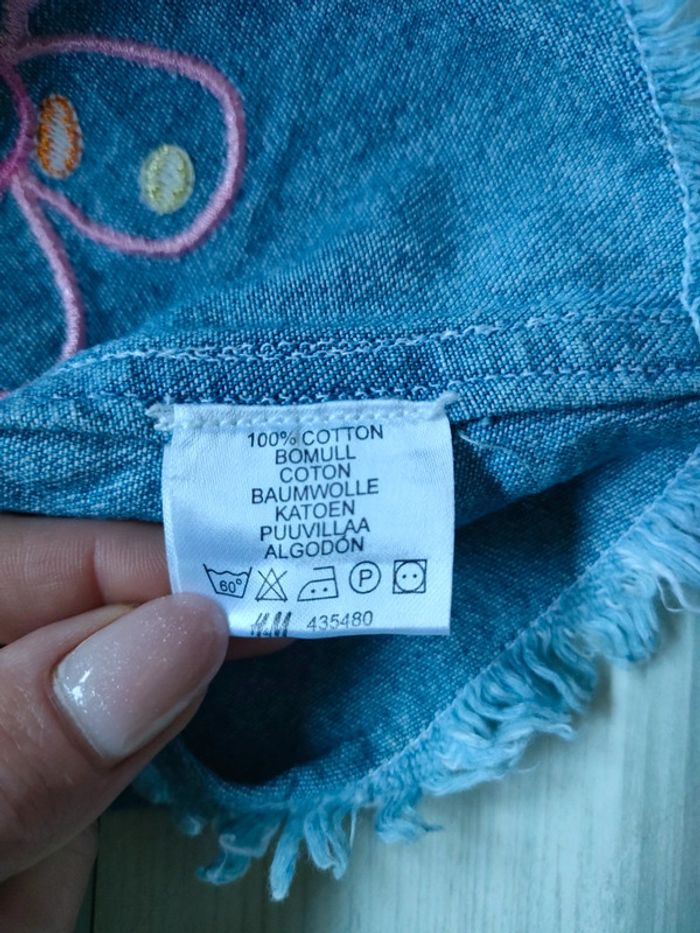 100% COTTON
BOMULL
COTON
BAUMWOLLE
KATOEN
PUUVILLAA
ALGODÓN
60° P
H&M 435480